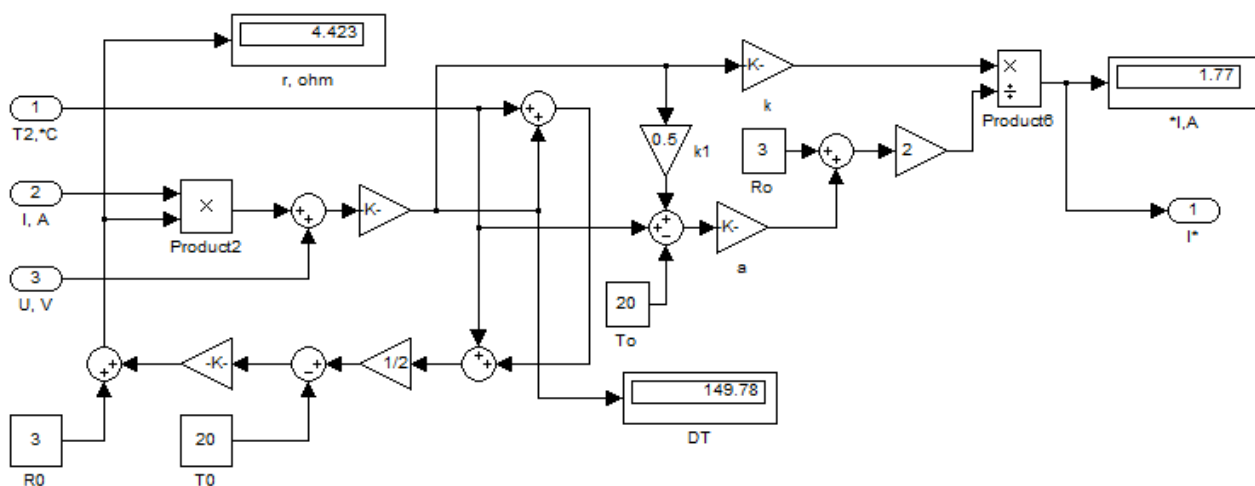 4.423
r, ohm
1
T2,*C
2
I, A
3
U, V
×
Product2
+
+
K-
+
+
0.5
k1
K-
k
×
÷
Product6
1.77
*I,A
1
I*
3
Ro
+
+
2
+
+
−
K-
a
20
To
+
+
-K-
−
+
1/2
+
+
3
R0
20
T0
149.78
DT